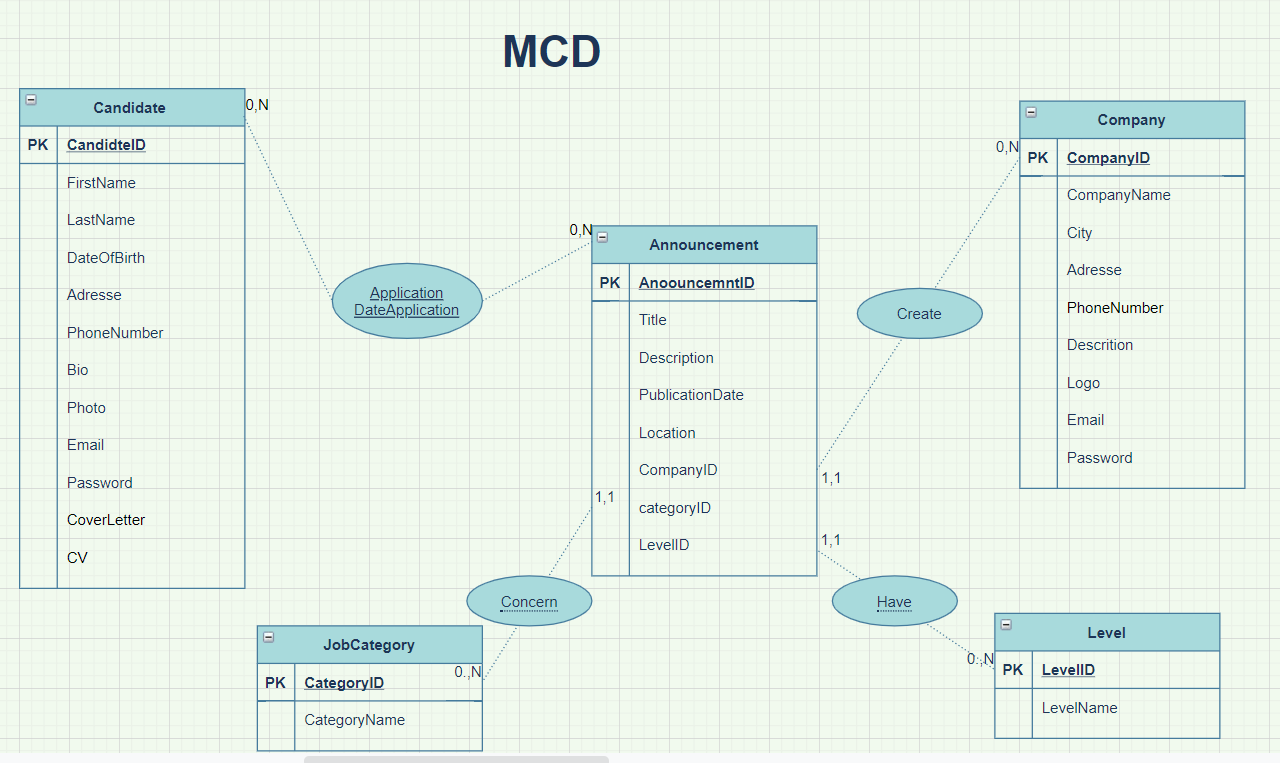 MCD
Candidate
PK CandidteID
FirstName
LastName
DateOfBirth
Adresse
PhoneNumber
Bio
Photo
Email
Password
CoverLetter
CV
0,N
Application
DateApplication
0,N
Announcement
PK AnoouncemntID
Title
Description
PublicationDate
Location
CompanyID
categoryID
LevelID
1,1
1,1
1,1
Create
0,N
Company
PK CompanyID
CompanyName
City
Adresse
PhoneNumber
Descrition
Logo
Email
Password
Concern
0.,N
JobCategory
PK CategoryID
CategoryName
Have
0.,N
Level
PK LevelID
LevelName